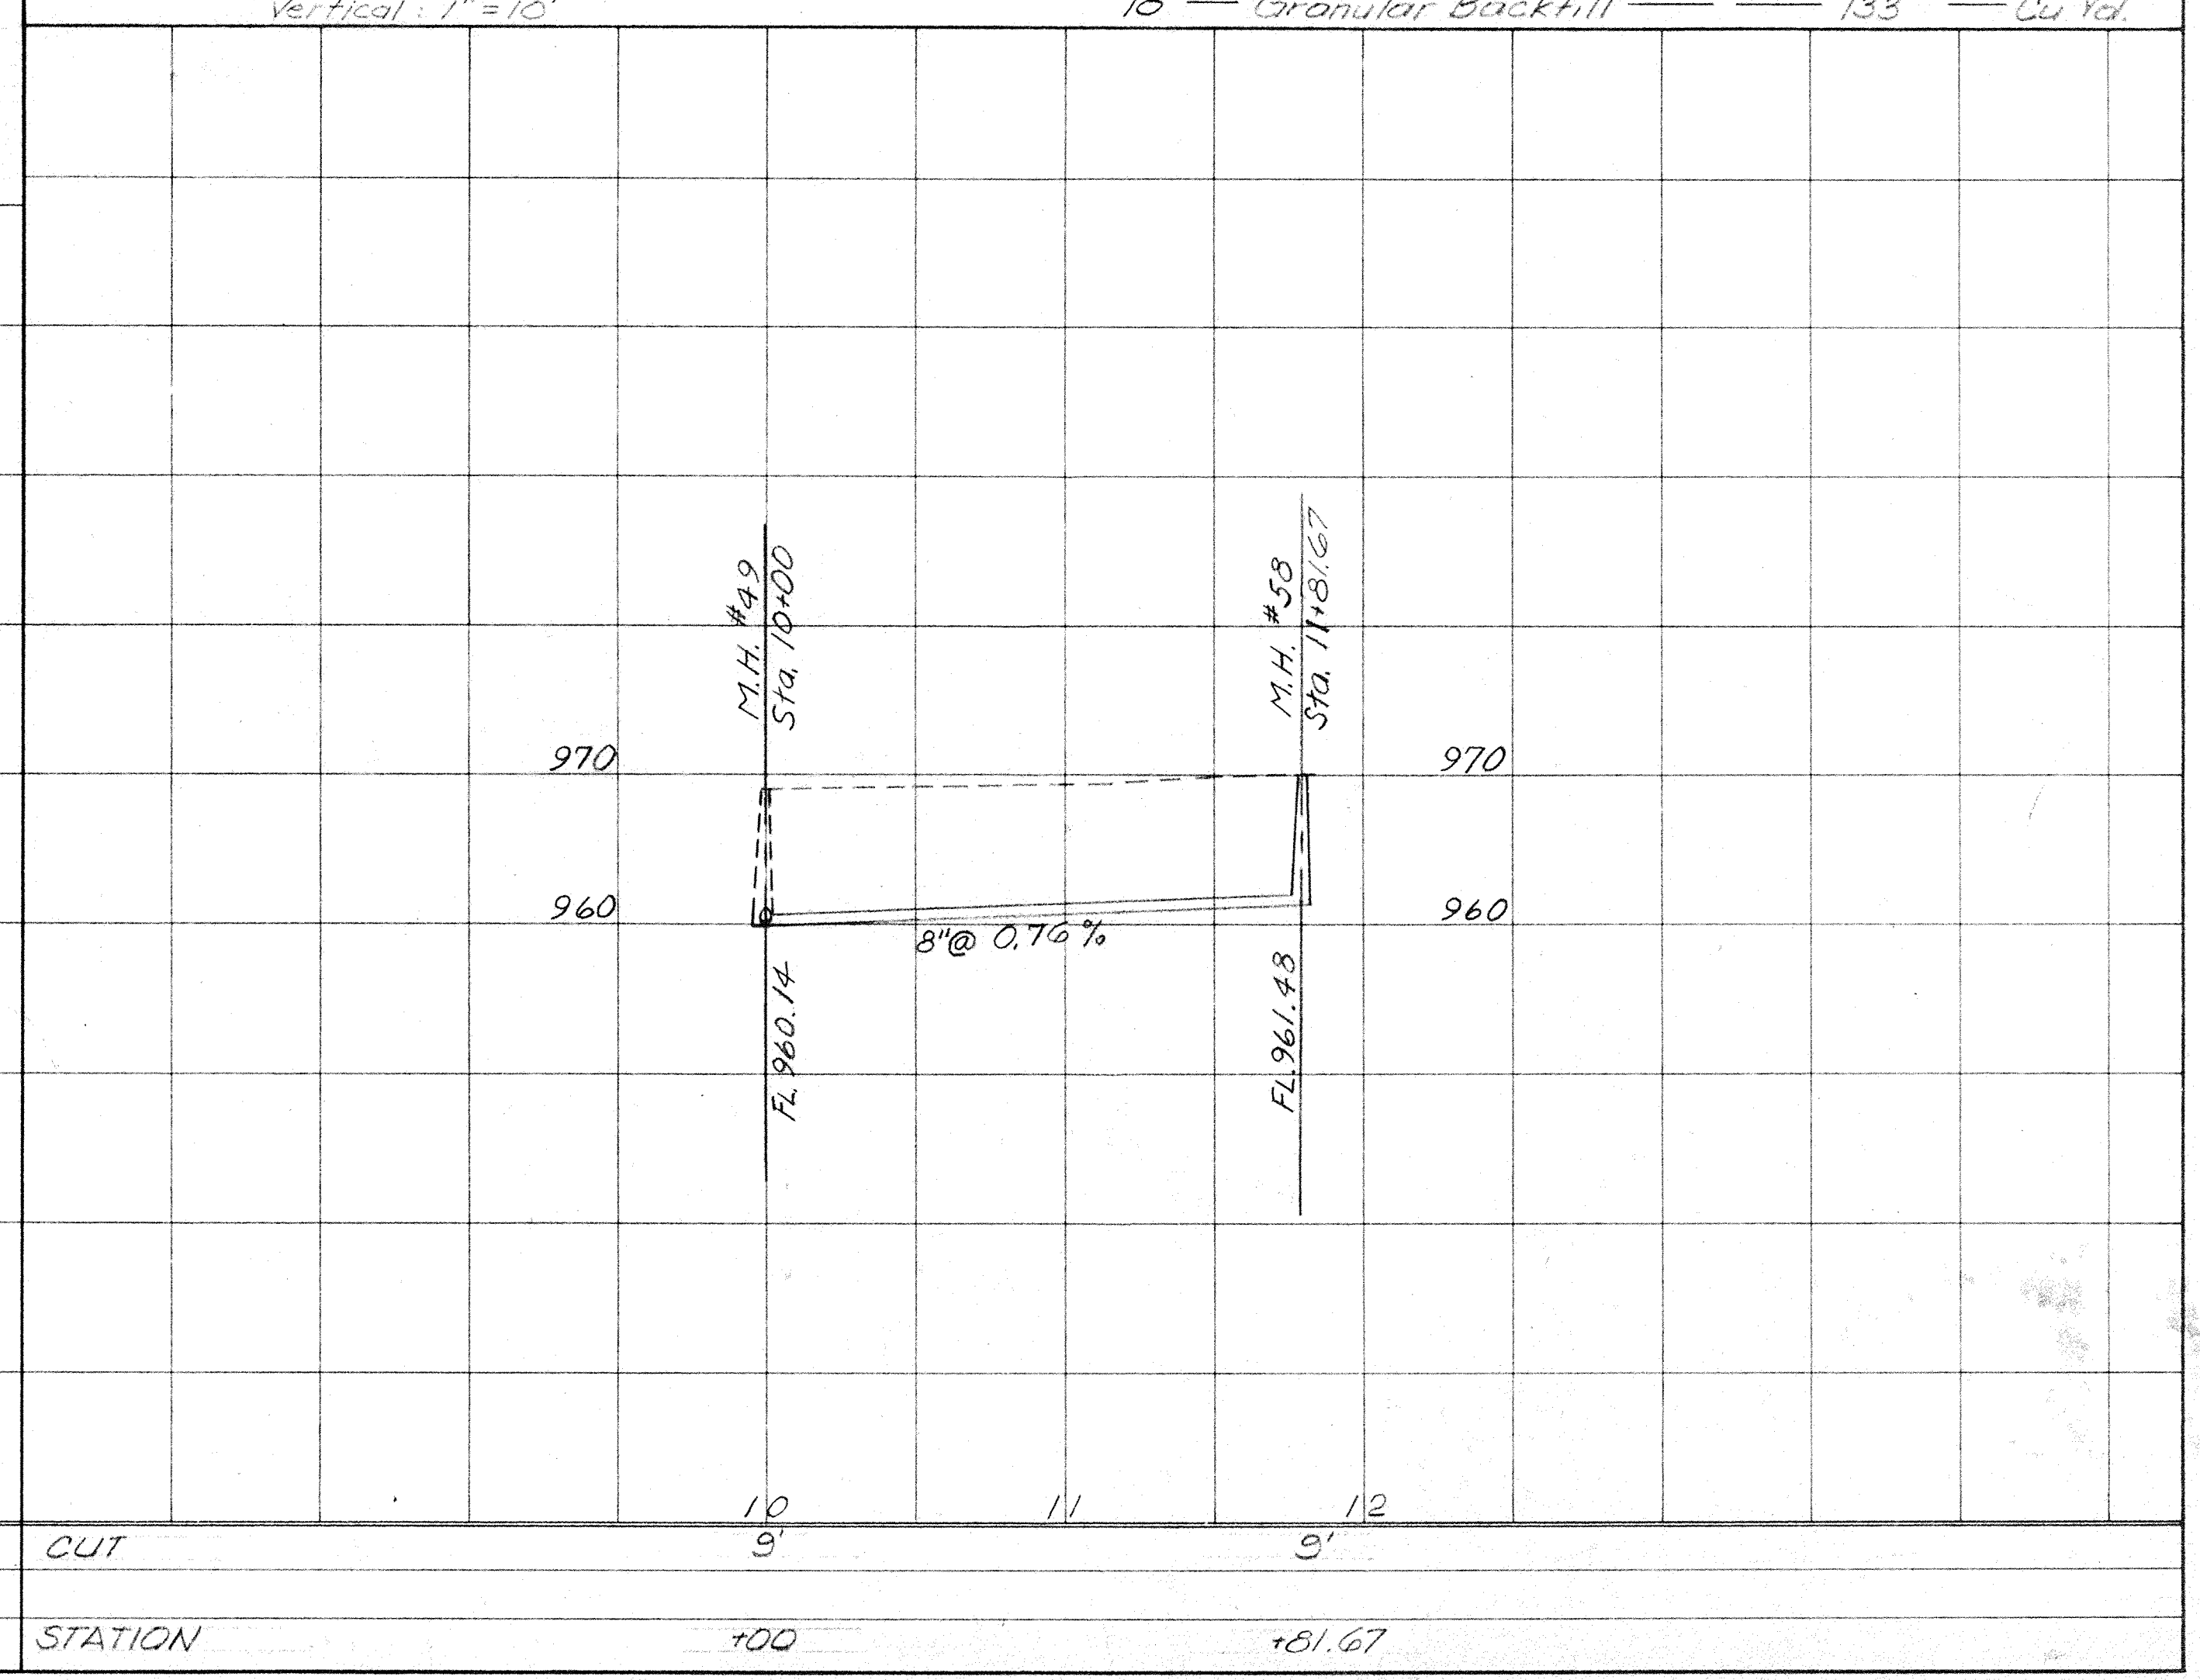 Vertical : 1" = 10'
10 — Granular Backfill — — 133 — Cu Yd.
M.H. #49
Sta. 10+00
M.H. #58
Sta. 11+81.67
970
970
960
960
8"@ 0.76 %
FL. 960.14
FL. 961.48
10 11 12
CUT 9' 9'
STATION +00 +81.67